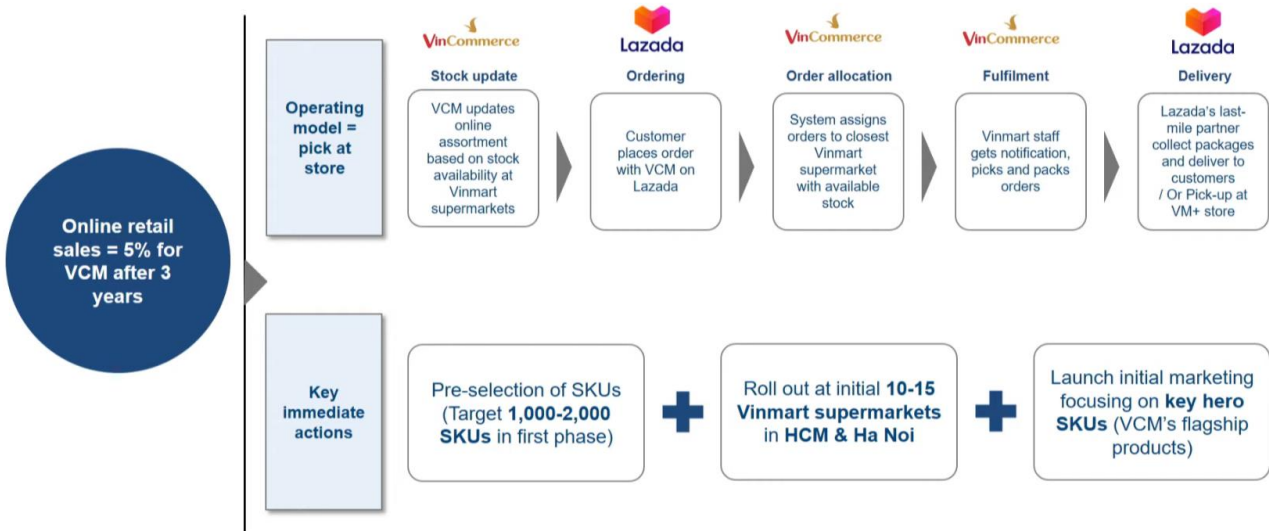 Online retail
sales = 5% for
VCM after 3
years
Operating
model =
pick at
store
VinCommerce
Stock update
VCM updates
online
assortment
based on stock
availability at
Vinmart
supermarkets
Lazada
Ordering
Customer
places order
with VCM on
Lazada
VinCommerce
Order allocation
System assigns
orders to closest
Vinmart
supermarket
with available
stock
VinCommerce
Fulfilment
Vinmart staff
gets notification,
picks and packs
orders
Lazada
Delivery
Lazada's last-
mile partner
collect packages
and deliver to
customers
/ Or Pick-up at
VM+ store
Key
immediate
actions
Pre-selection of SKUs
(Target 1,000-2,000
SKUs in first phase)
Roll out at initial 10-15
Vinmart supermarkets
in HCM & Ha Noi
Launch initial marketing
focusing on key hero
SKUs (VCM's flagship
products)